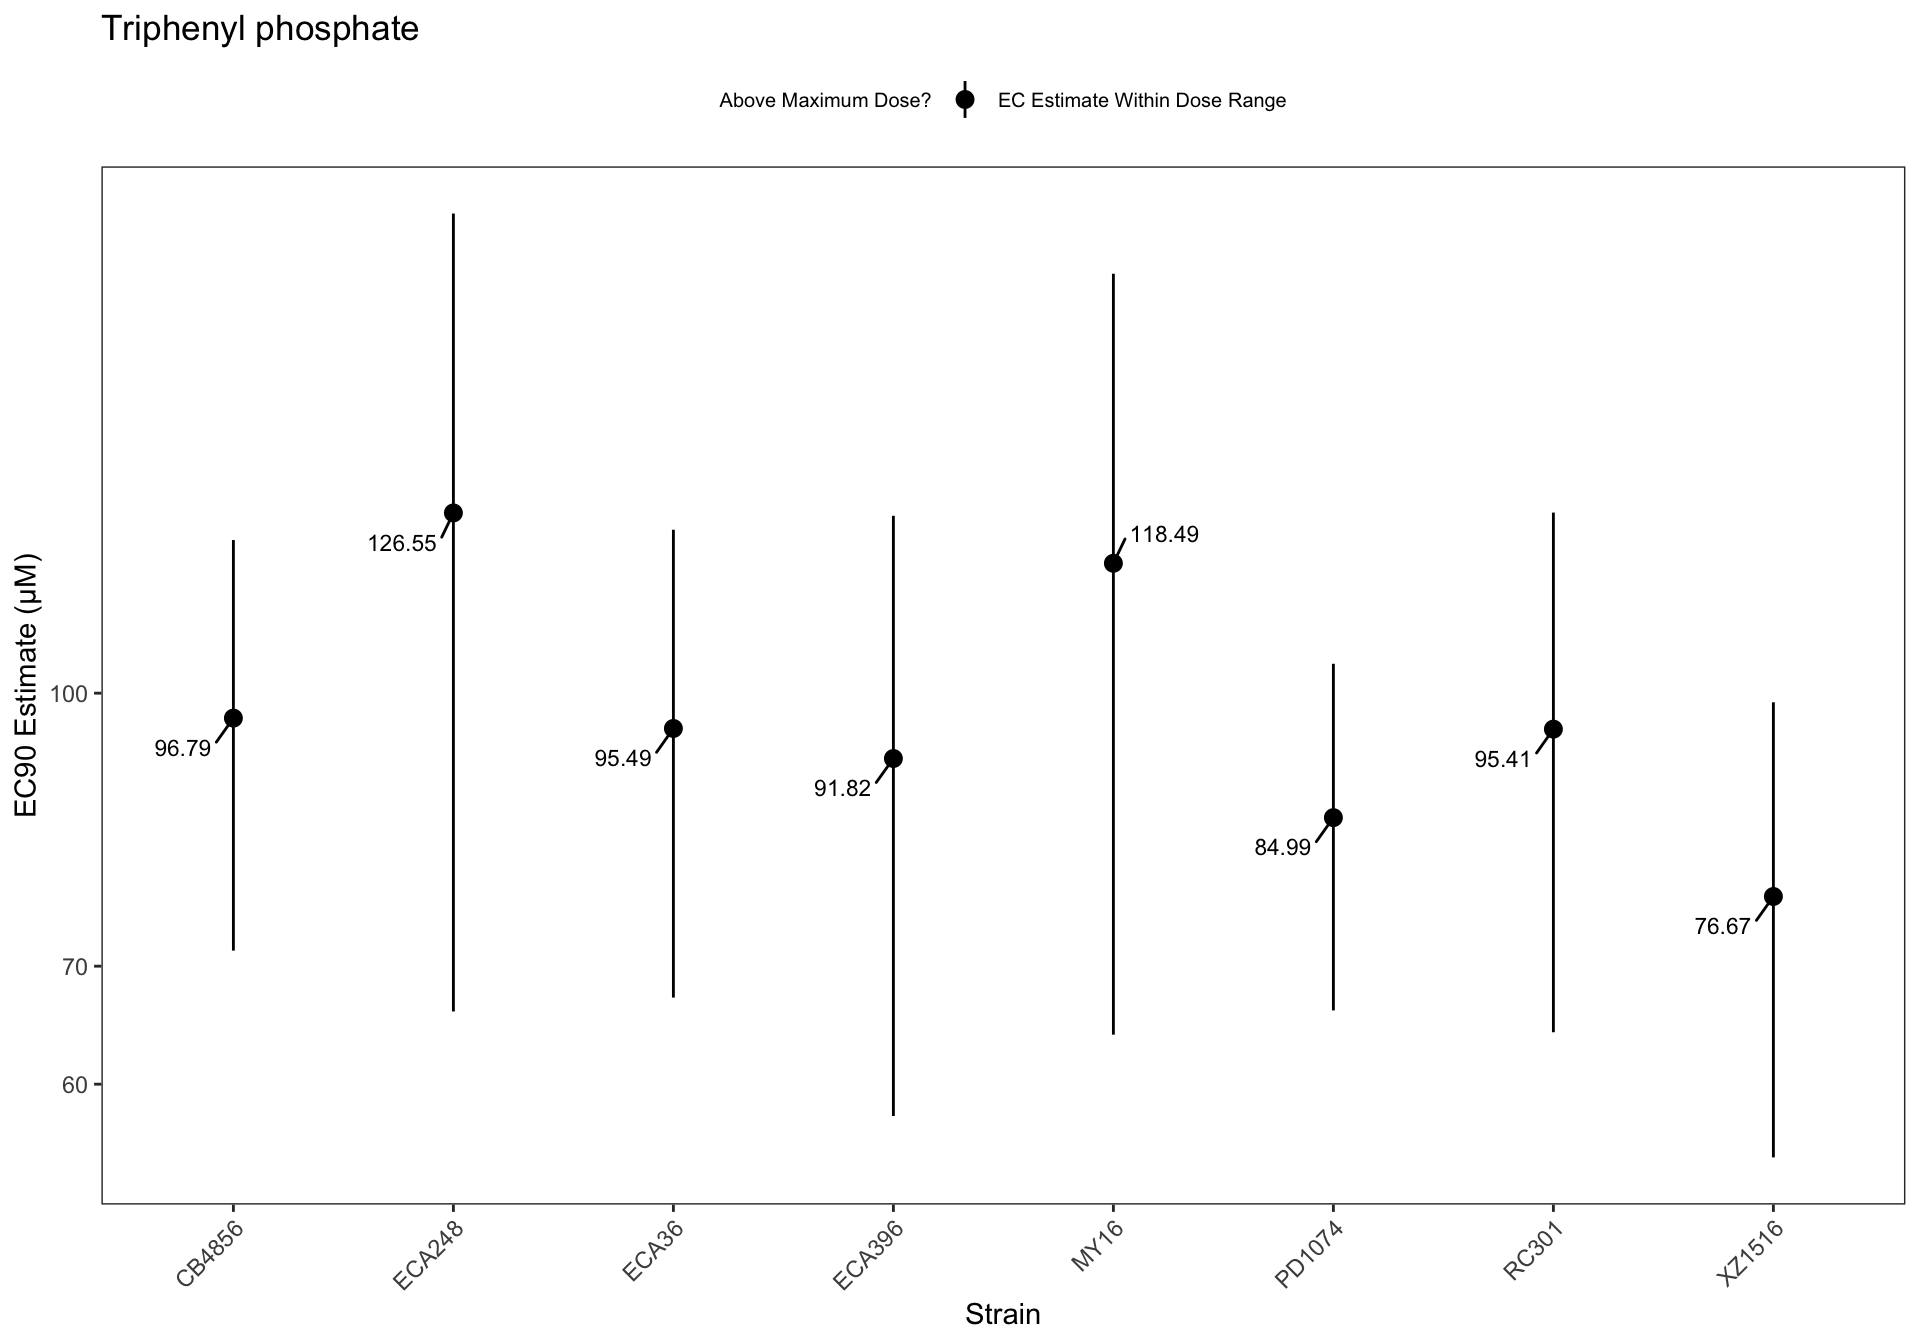 Triphenyl phosphate
Above Maximum Dose? EC Estimate Within Dose Range
EC90 Estimate (μM)
100
70
60
96.79
126.55
95.49
91.82
118.49
84.99
95.41
76.67
CB4856
ECA248
ECA36
ECA396
MY16
PD1074
RC301
XZ1516
Strain